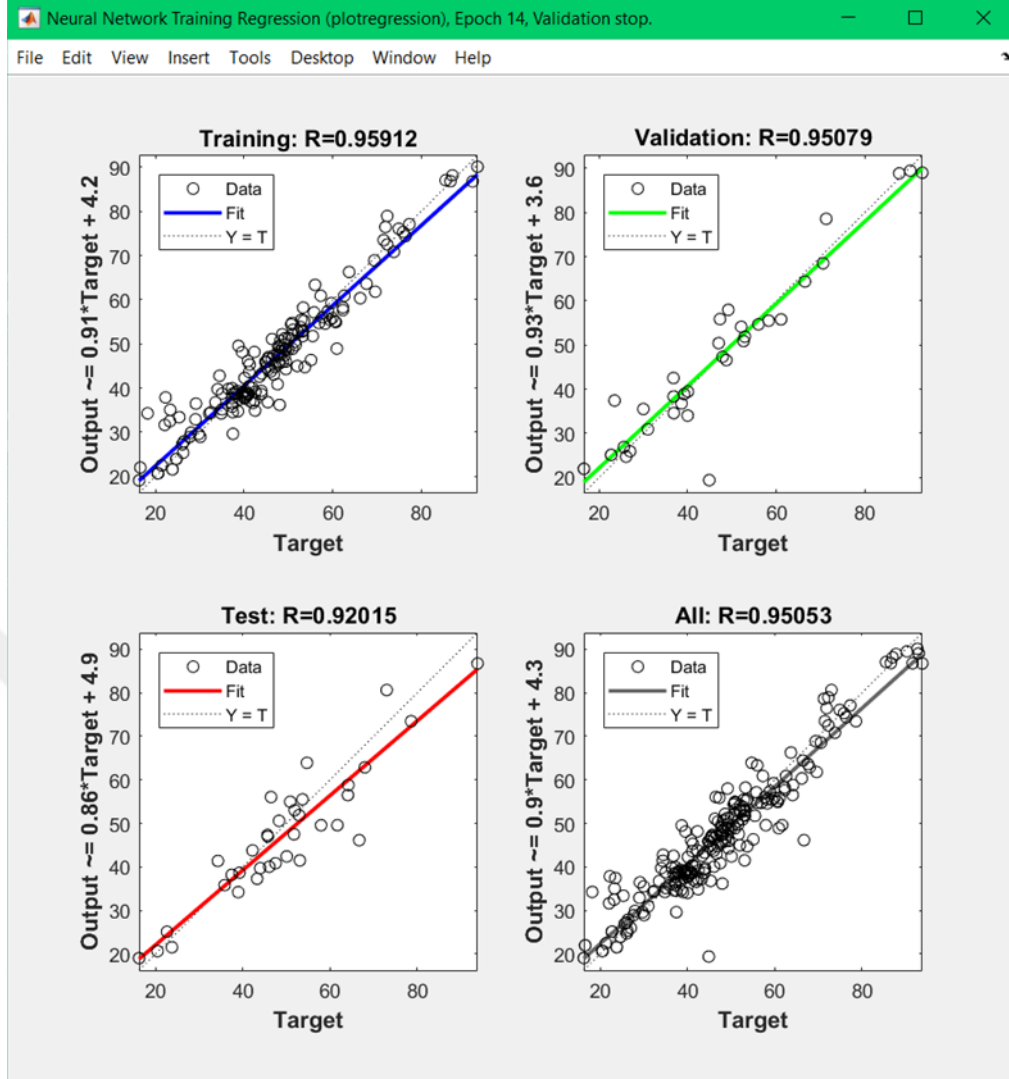 Neural Network Training Regression (plotregression), Epoch 14, Validation stop.
File Edit View Insert Tools Desktop Window Help
Training: R=0.95912
Output ~= 0.91*Target + 4.2
90
80
70
60
50
40
30
20
Data
Fit
Y = T
20 40 60 80
Target
Validation: R=0.95079
Output ~= 0.93*Target + 3.6
90
80
70
60
50
40
30
20
Data
Fit
Y = T
20 40 60 80
Target
Test: R=0.92015
Output ~= 0.86*Target + 4.9
90
80
70
60
50
40
30
20
Data
Fit
Y = T
20 40 60 80
Target
All: R=0.95053
Output ~= 0.9*Target + 4.3
90
80
70
60
50
40
30
20
Data
Fit
Y = T
20 40 60 80
Target